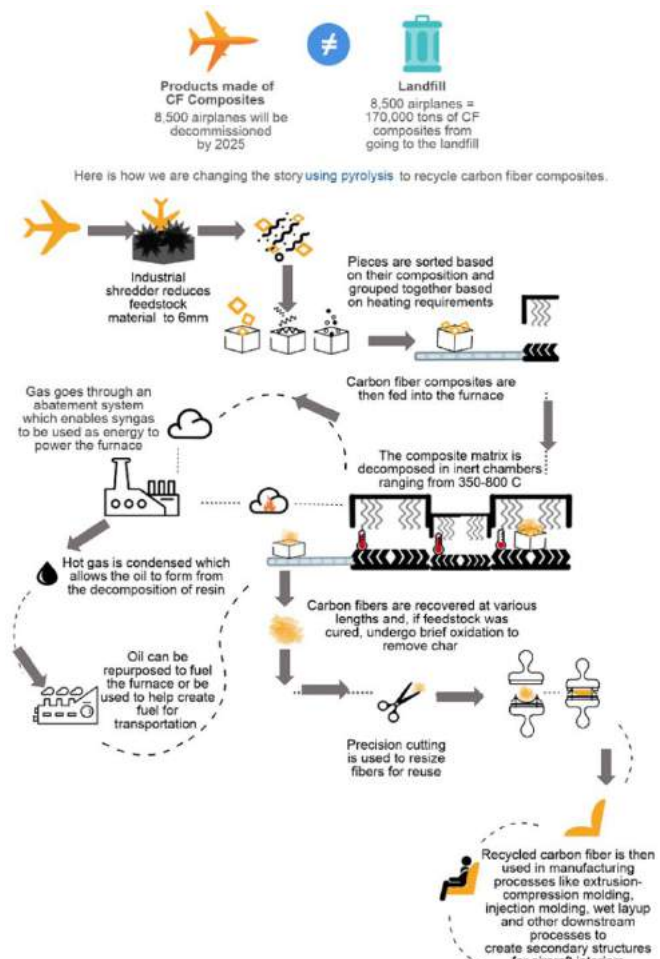 Products made of
CF Composites
8,500 airplanes will be
decommissioned
by 2025
≠
Landfill
8,500 airplanes =
170,000 tons of CF
composites from
going to the landfill
Here is how we are changing the story using pyrolysis to recycle carbon fiber composites.
Industrial
shredder reduces
feedstock
material to 6mm
Pieces are sorted based
on their composition and
grouped together based
on heating requirements
Carbon fiber composites are
then fed into the furnace
Gas goes through an
abatement system
which enables syngas
to be used as energy to
power the furnace
The composite matrix is
decomposed in inert chambers
ranging from 350-800 C
Hot gas is condensed which
allows the oil to form from
the decomposition of resin
Carbon fibers are recovered at various
lengths and, if feedstock was
cured, undergo brief oxidation to
remove char
Oil can be
repurposed to fuel
the furnace or be
used to help create
fuel for
transportation
Precision cutting
is used to resize
fibers for reuse
Recycled carbon fiber is then
used in manufacturing
processes like extrusion-
compression molding,
injection molding, wet layup
and other downstream
processes to
create secondary structures
for aircraft interiors